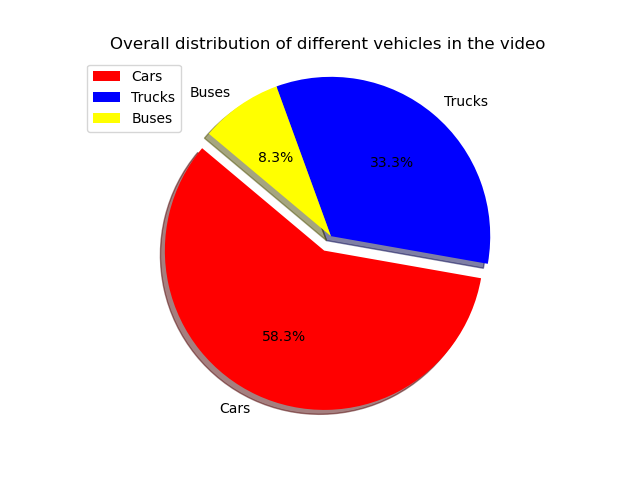 Overall distribution of different vehicles in the video
Cars
Trucks
Buses
Buses
Trucks
8.3%
33.3%
58.3%
Cars